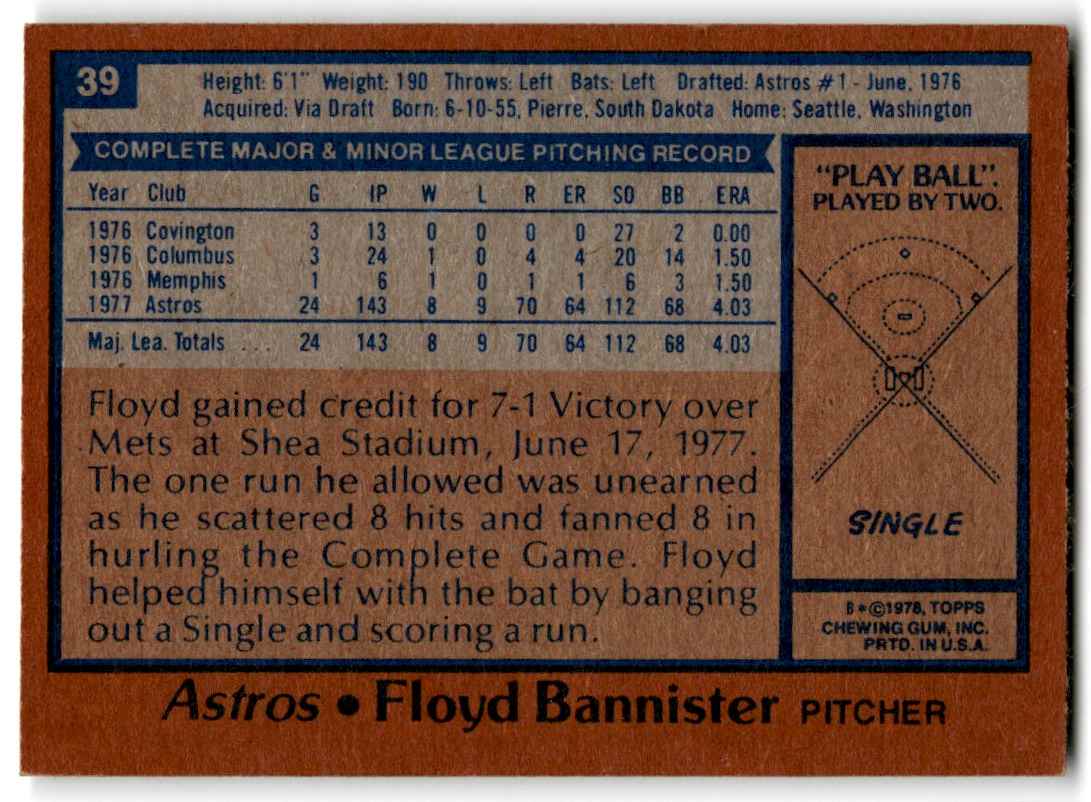 39
Height: 6'1" Weight: 190 Throws: Left Bats: Left Drafted: Astros #1 - June, 1976
Acquired: Via Draft Born: 6-10-55, Pierre, South Dakota Home: Seattle, Washington
COMPLETE MAJOR & MINOR LEAGUE PITCHING RECORD
Year Club G IP W L R ER SO BB ERA
1976 Covington 3 13 0 0 0 0 27 2 0.00
1976 Columbus 3 24 1 0 4 4 20 14 1.50
1976 Memphis 1 6 1 0 1 1 6 3 1.50
1977 Astros 24 143 8 9 70 64 112 68 4.03
Maj. Lea. Totals ... 24 143 8 9 70 64 112 68 4.03
Floyd gained credit for 7-1 Victory over
Mets at Shea Stadium, June 17, 1977.
The one run he allowed was unearned
as he scattered 8 hits and fanned 8 in
hurling the Complete Game. Floyd
helped himself with the bat by banging
out a Single and scoring a run.
"PLAY BALL".
PLAYED BY TWO.
SINGLE
B*©1978, TOPPS
CHEWING GUM, INC.
PRTD. IN U.S.A.
Astros • Floyd Bannister PITCHER